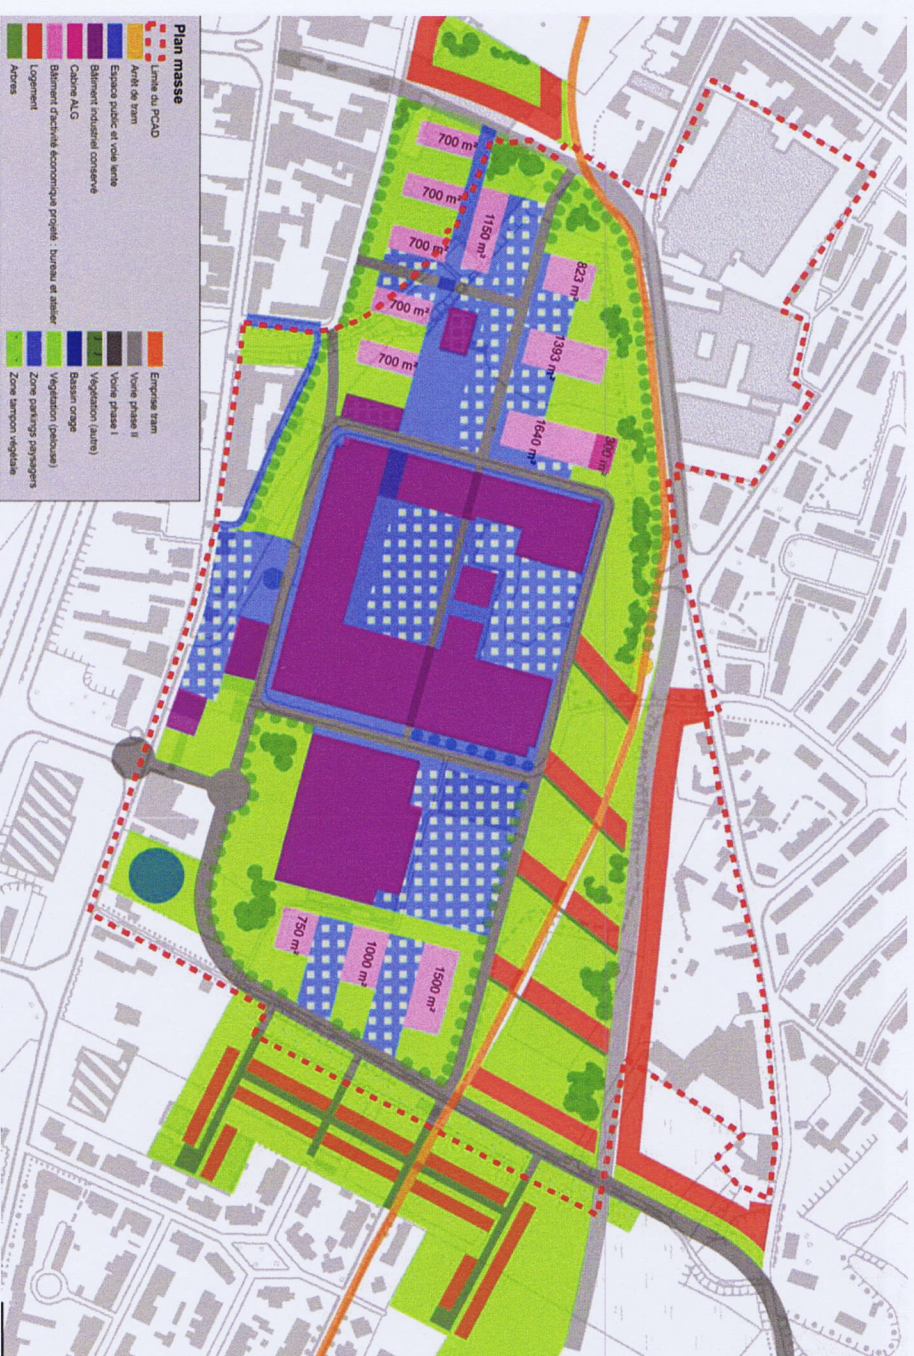 Plan masse
Limite du PCAD
Arrêt de tram
Espace public et voie lente
Bâtiment industriel conservé
Cabine ALG
Bâtiment d'activité économique projeté : bureau et atelier
Logement
Arbres
Emprise tram
Voirie phase II
Voirie phase I
Végétation (autre)
Bassin orage
Végétation (pelouse)
Zone parkings paysagers
Zone tampon végétale
700 m²
700 m²
700 m²
700 m²
700 m²
1150 m²
823 m²
1393 m²
1640 m²
300 m²
750 m²
1000 m²
1500 m²